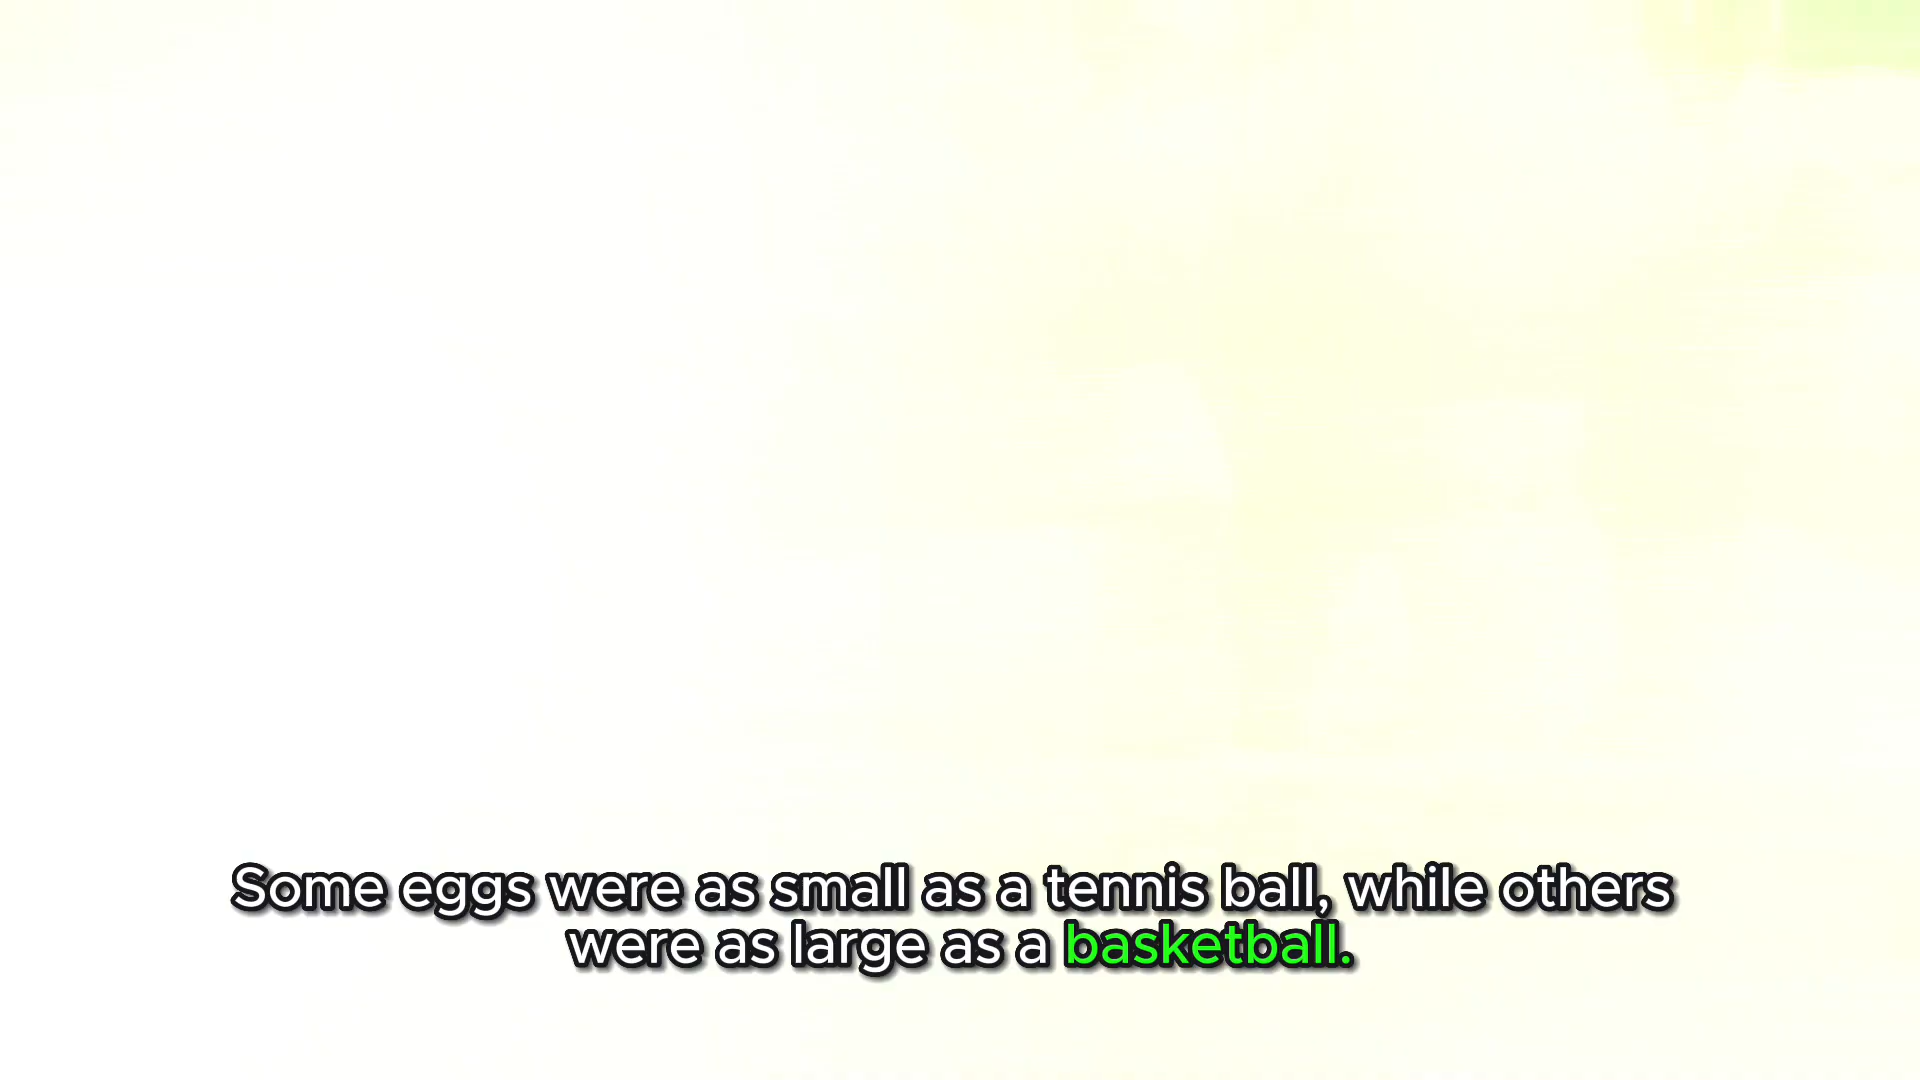 Some eggs were as small as a tennis ball, while others
were as large as a basketball.